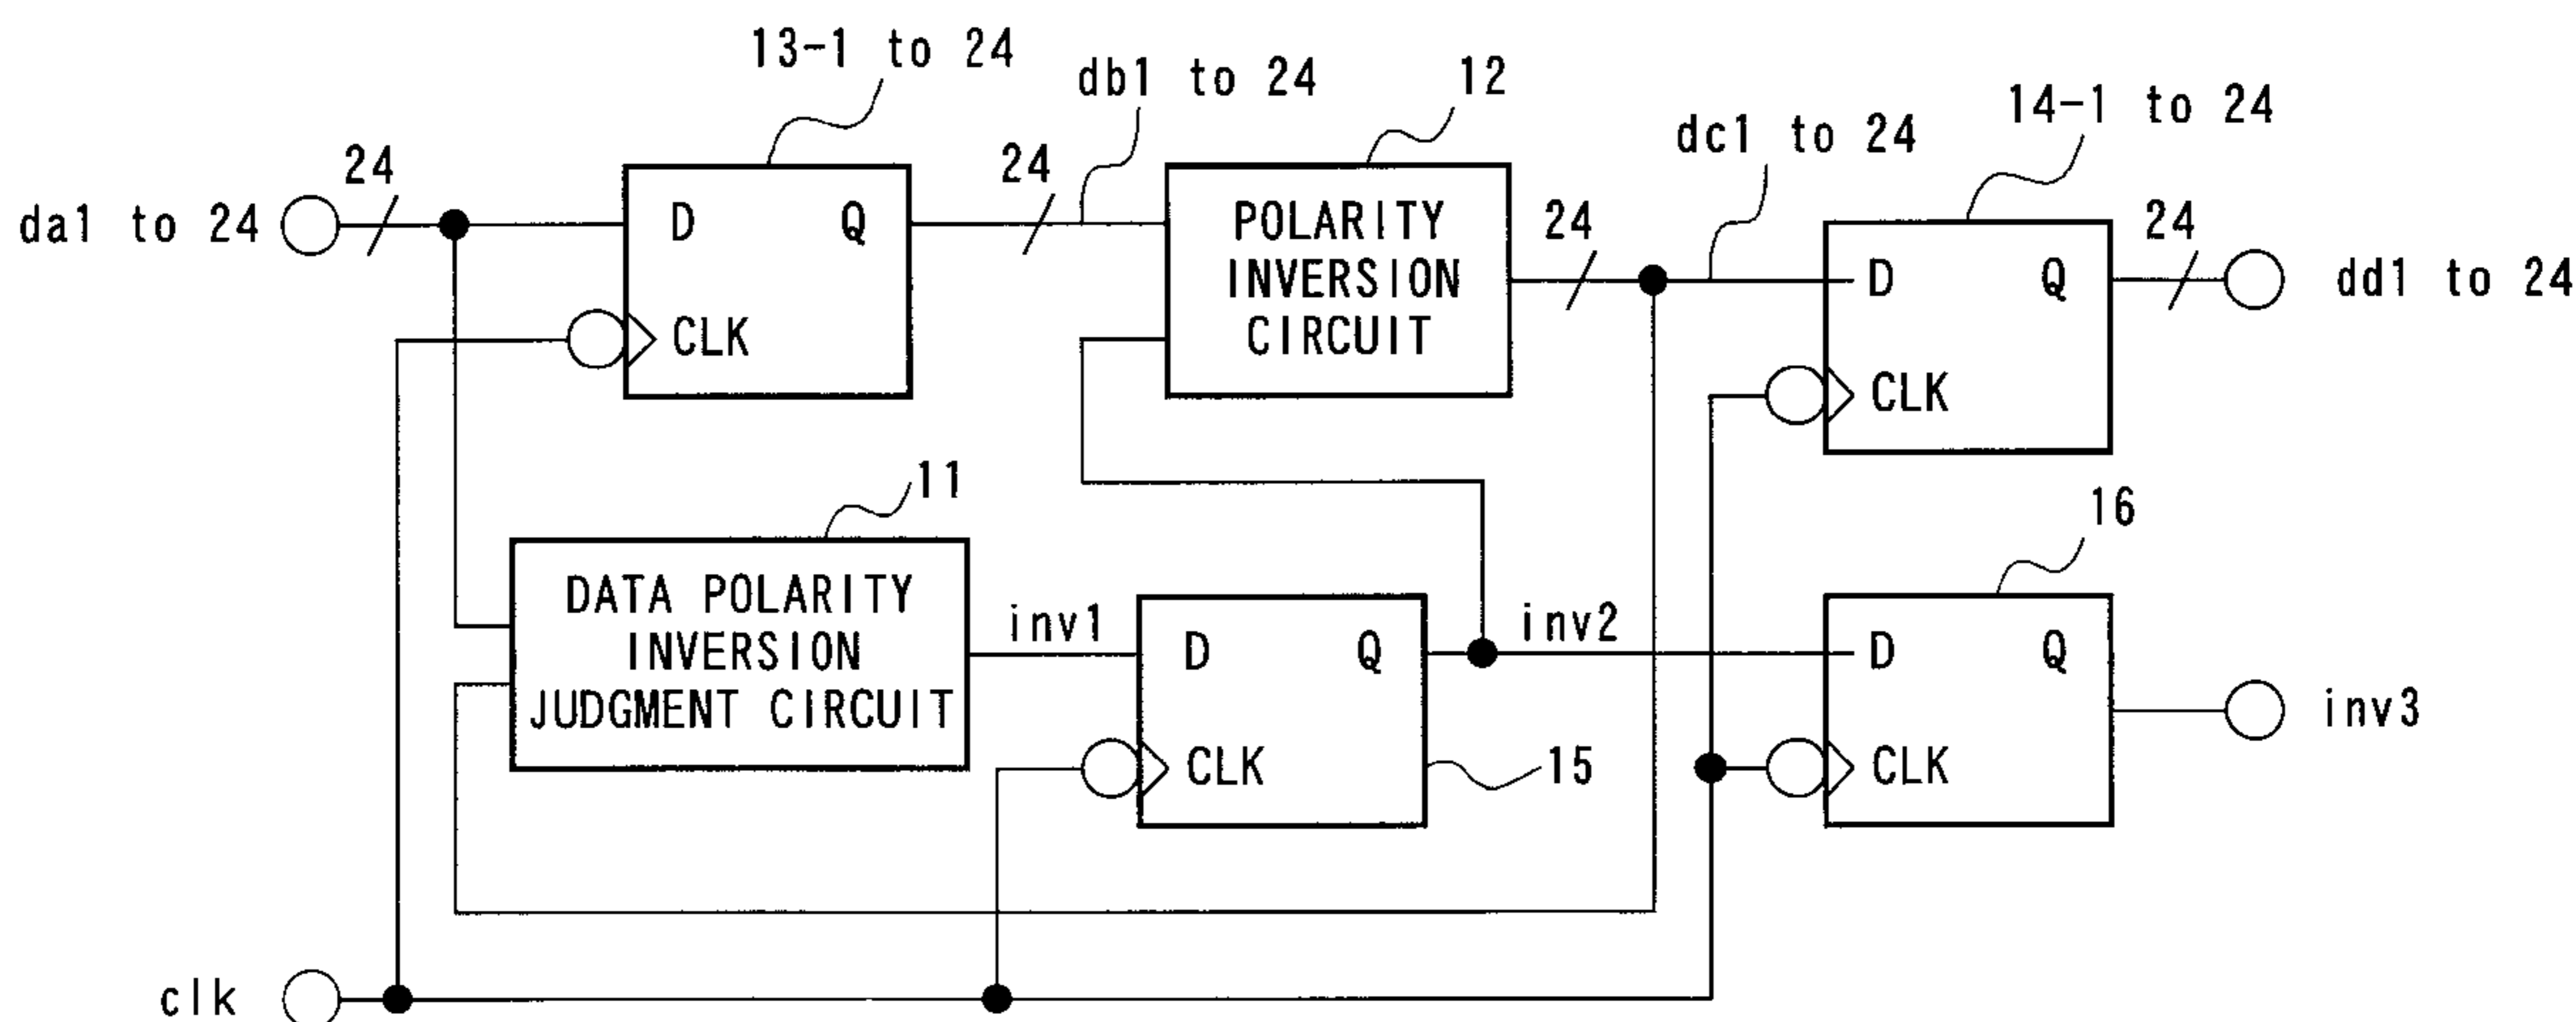 13-1 to 24
db1 to 24
12
14-1 to 24
dc1 to 24
24
24
24
24
da1 to 24
D Q
CLK
POLARITY
INVERSION
CIRCUIT
D Q
CLK
dd1 to 24
11
16
DATA POLARITY
INVERSION
JUDGMENT CIRCUIT
inv1
D Q
CLK
15
inv2
D Q
CLK
inv3
clk